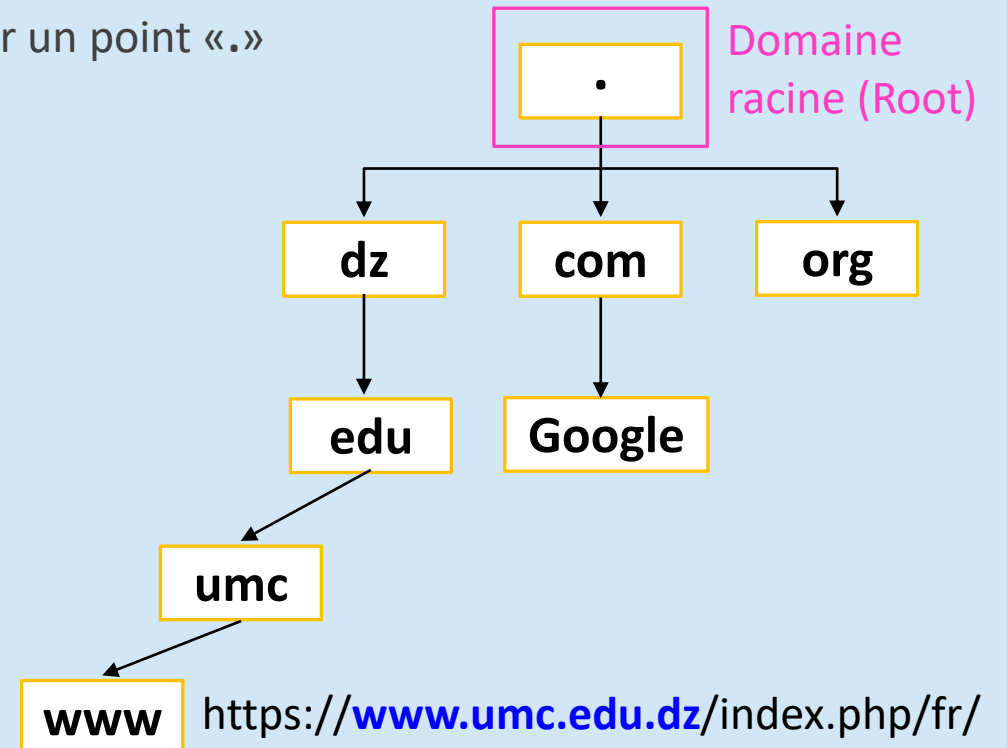 r un point «.»
Domaine
racine (Root)
.
dz
com
org
edu
Google
umc
www
https://www.umc.edu.dz/index.php/fr/